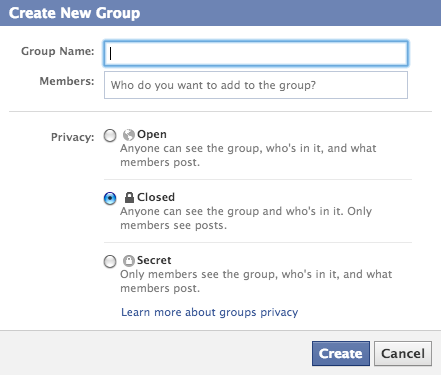 Create New Group
Group Name:
Members: Who do you want to add to the group?
Privacy: Open
Anyone can see the group, who's in it, and what
members post.
Closed
Anyone can see the group and who's in it. Only
members see posts.
Secret
Only members see the group, who's in it, and what
members post.
Learn more about groups privacy
Create Cancel